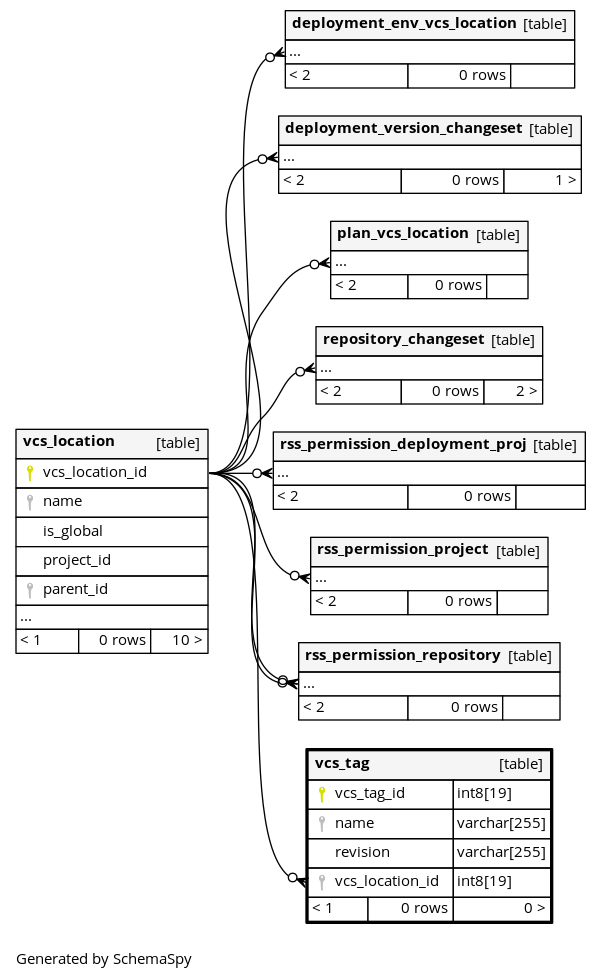 deployment_env_vcs_location [table]
...
< 2 0 rows
deployment_version_changeset [table]
...
< 2 0 rows 1 >
plan_vcs_location [table]
...
< 2 0 rows
repository_changeset [table]
...
< 2 0 rows 2 >
vcs_location [table]
vcs_location_id
name
is_global
project_id
parent_id
...
< 1 0 rows 10 >
rss_permission_deployment_proj [table]
...
< 2 0 rows
rss_permission_project [table]
...
< 2 0 rows
rss_permission_repository [table]
...
< 2 0 rows
vcs_tag [table]
vcs_tag_id int8[19]
name varchar[255]
revision varchar[255]
vcs_location_id int8[19]
< 1 0 rows 0 >
Generated by SchemaSpy